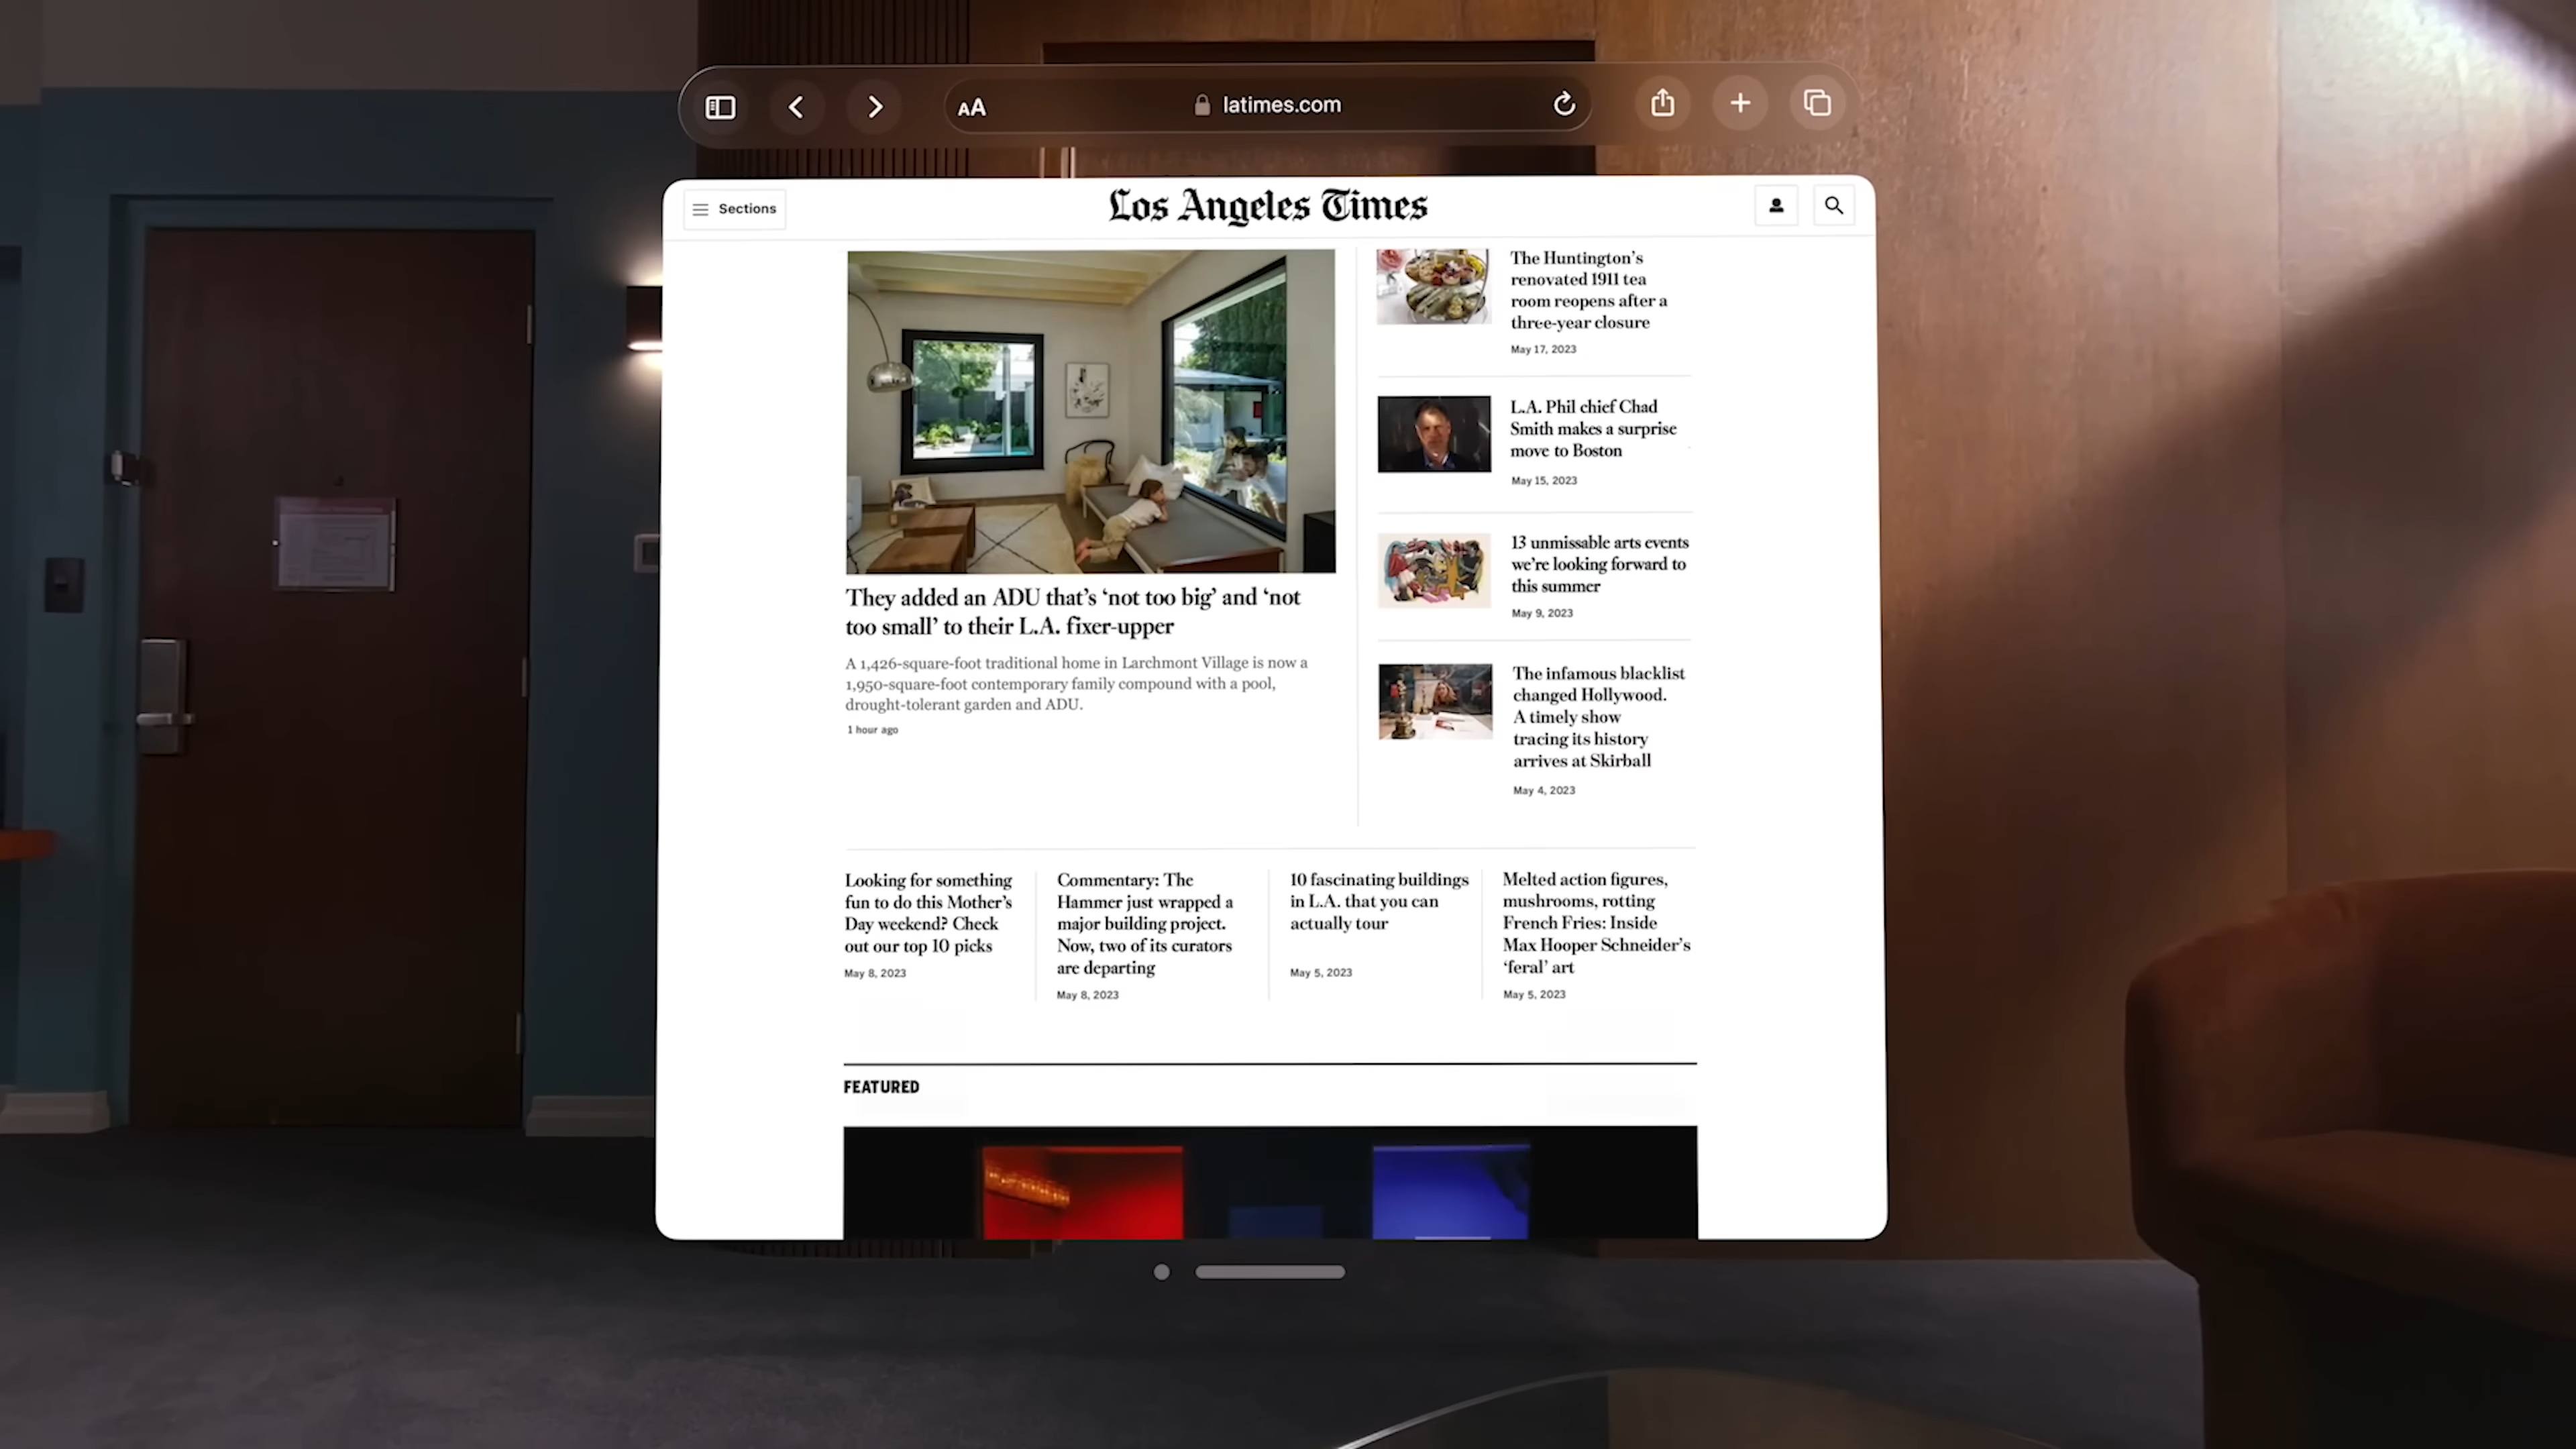 AA
latimes.com
Sections
Los Angeles Times
They added an ADU that’s ‘not too big’ and ‘not
too small’ to their L.A. fixer-upper
A 1,426-square-foot traditional home in Larchmont Village is now a
1,950-square-foot contemporary family compound with a pool,
drought-tolerant garden and ADU.
1 hour ago
The Huntington’s
renovated 1911 tea
room reopens after a
three-year closure
May 17, 2023
L.A. Phil chief Chad
Smith makes a surprise
move to Boston
May 15, 2023
13 unmissable arts events
we’re looking forward to
this summer
May 9, 2023
The infamous blacklist
changed Hollywood.
A timely show
tracing its history
arrives at Skirball
May 4, 2023
Looking for something
fun to do this Mother’s
Day weekend? Check
out our top 10 picks
May 8, 2023
Commentary: The
Hammer just wrapped a
major building project.
Now, two of its curators
are departing
May 8, 2023
10 fascinating buildings
in L.A. that you can
actually tour
May 5, 2023
Melted action figures,
mushrooms, rotting
French Fries: Inside
Max Hooper Schneider’s
‘feral’ art
May 5, 2023
FEATURED